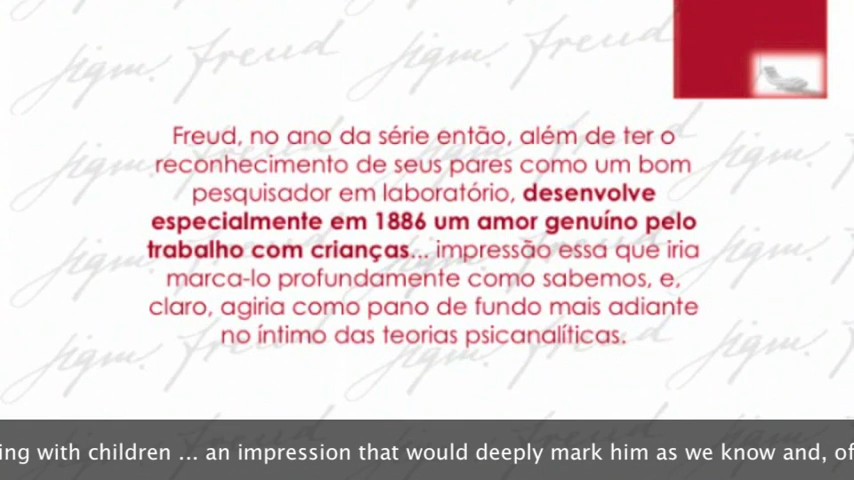 Freud, no ano da série então, além de ter o
reconhecimento de seus pares como um bom
pesquisador em laboratório, desenvolve
especialmente em 1886 um amor genuíno pelo
trabalho com crianças... impressão essa que iria
marca-lo profundamente como sabemos, e,
claro, agiria como pano de fundo mais adiante
no íntimo das teorias psicanalíticas.
ing with children ... an impression that would deeply mark him as we know and, of